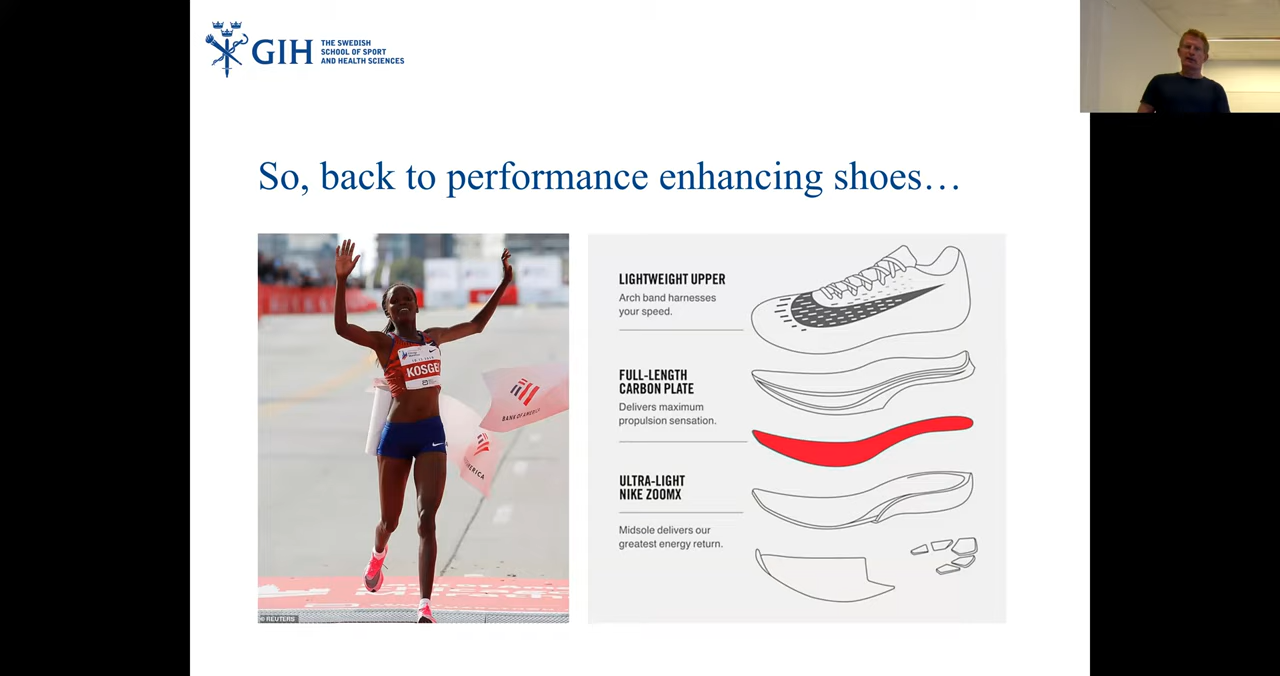 GIH
THE SWEDISH
SCHOOL OF SPORT
AND HEALTH SCIENCES
So, back to performance enhancing shoes…
KOSGEI
BANK OF AMERICA
AMERICA
© REUTERS
LIGHTWEIGHT UPPER
Arch band harnesses
your speed.
FULL-LENGTH
CARBON PLATE
Delivers maximum
propulsion sensation.
ULTRA-LIGHT
NIKE ZOOMX
Midsole delivers our
greatest energy return.